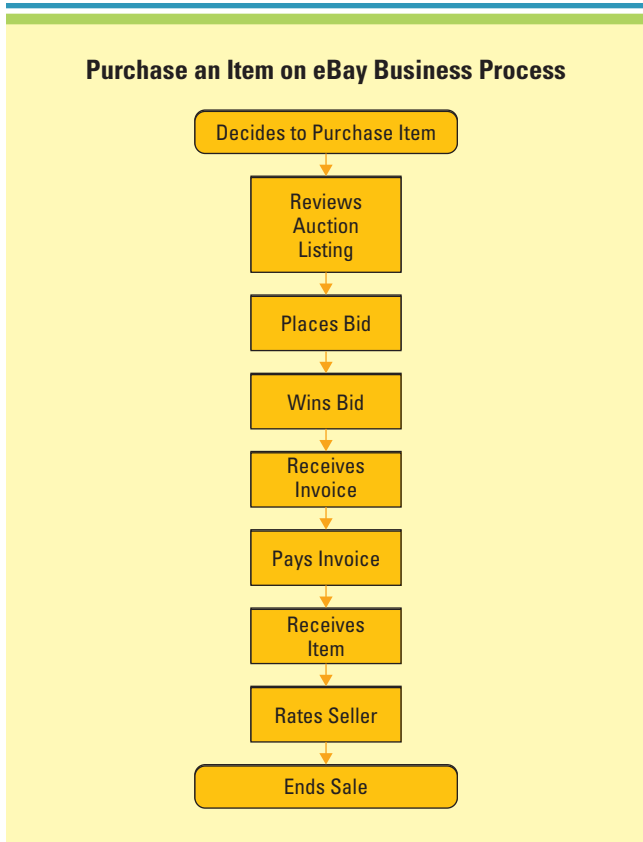 Purchase an Item on eBay Business Process
Decides to Purchase Item
Reviews
Auction
Listing
Places Bid
Wins Bid
Receives
Invoice
Pays Invoice
Receives
Item
Rates Seller
Ends Sale